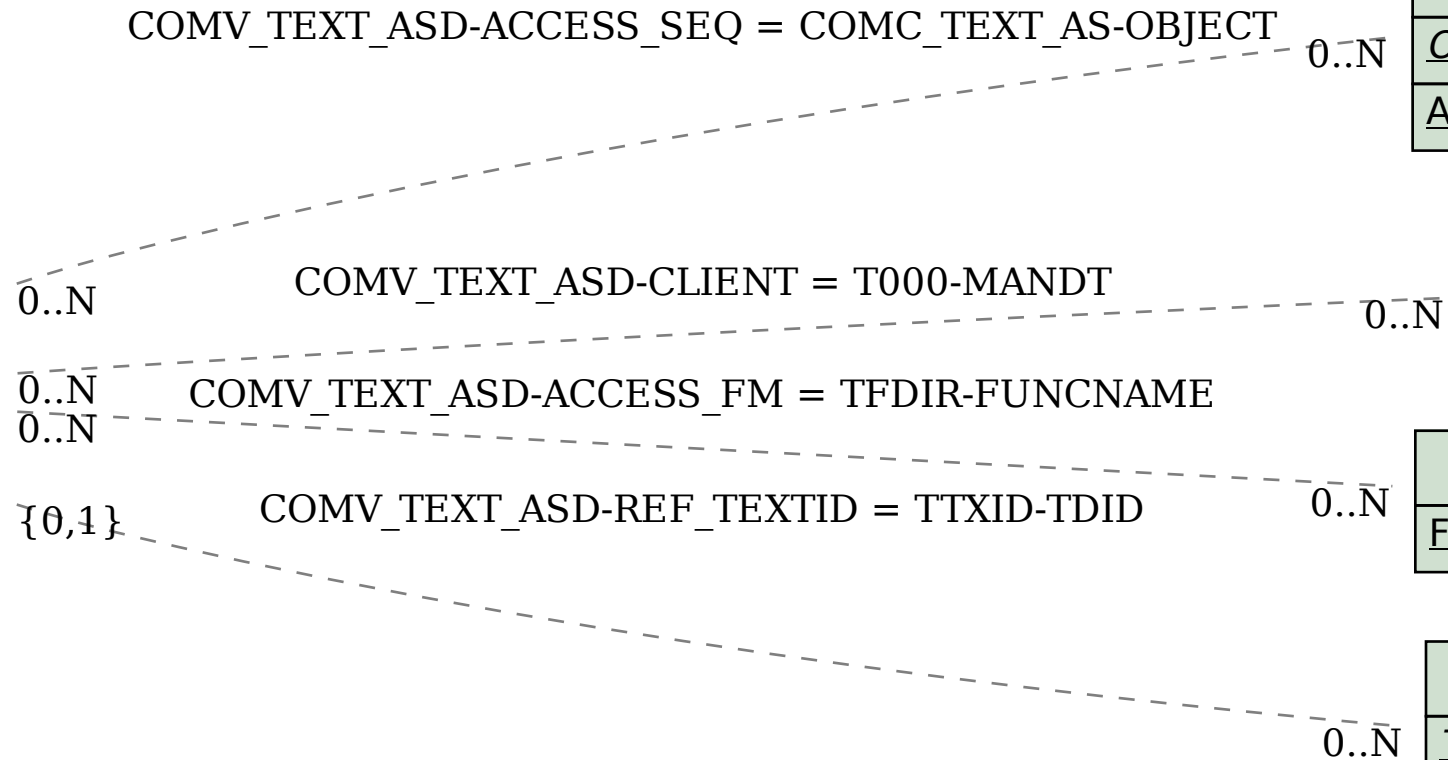 COMV_TEXT_ASD-ACCESS_SEQ = COMC_TEXT_AS-OBJECT
0..N
A
COMV_TEXT_ASD-CLIENT = T000-MANDT
0..N
0..N
0..N
COMV_TEXT_ASD-ACCESS_FM = TFDIR-FUNCNAME
0..N
0..N
F
{0,1}
COMV_TEXT_ASD-REF_TEXTID = TTXID-TDID
0..N